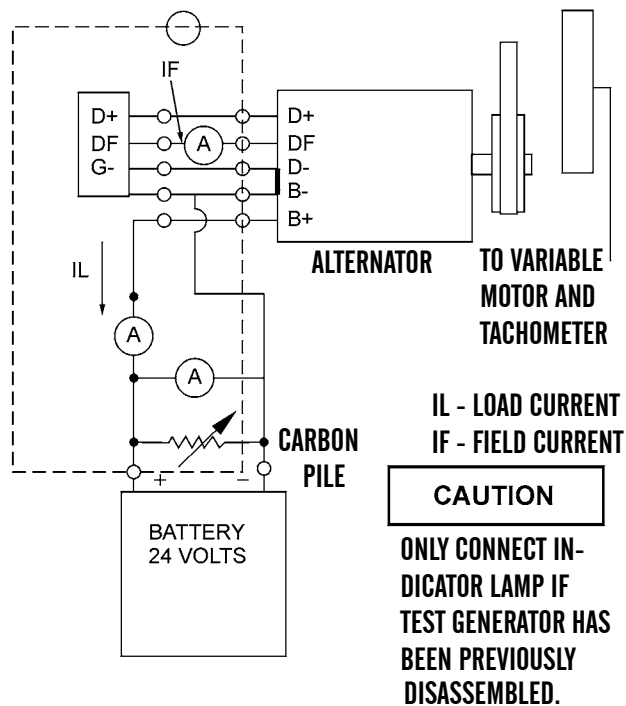 IF
D+
DF
G-
A
D+
DF
D-
B-
B+
ALTERNATOR
TO VARIABLE
MOTOR AND
TACHOMETER
IL
A
A
IL - LOAD CURRENT
IF - FIELD CURRENT
CARBON
PILE
+
-
CAUTION
BATTERY
24 VOLTS
ONLY CONNECT IN-
DICATOR LAMP IF
TEST GENERATOR HAS
BEEN PREVIOUSLY
DISASSEMBLED.